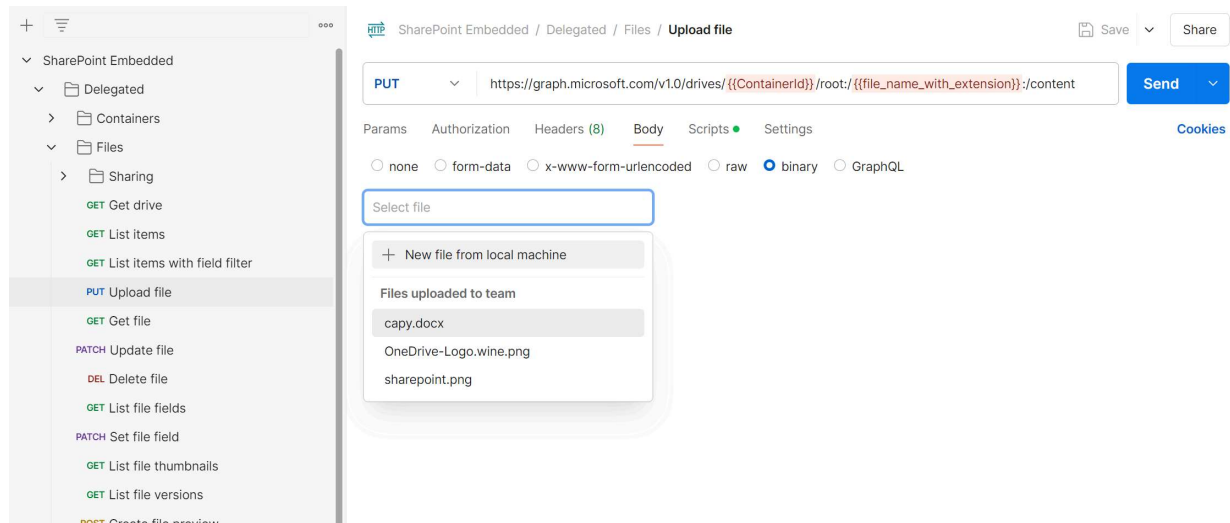 HTTP SharePoint Embedded / Delegated / Files / Upload file
Save
Share
SharePoint Embedded
Delegated
Containers
Files
Sharing
GET Get drive
GET List items
GET List items with field filter
PUT Upload file
GET Get file
PATCH Update file
DEL Delete file
GET List file fields
PATCH Set file field
GET List file thumbnails
GET List file versions
POST Create file preview
PUT https://graph.microsoft.com/v1.0/drives/{{ContainerId}}/root:/{{file_name_with_extension}}:/content Send
Params Authorization Headers (8) Body Scripts Settings Cookies
none form-data x-www-form-urlencoded raw binary GraphQL
Select file
New file from local machine
Files uploaded to team
capy.docx
OneDrive-Logo.wine.png
sharepoint.png